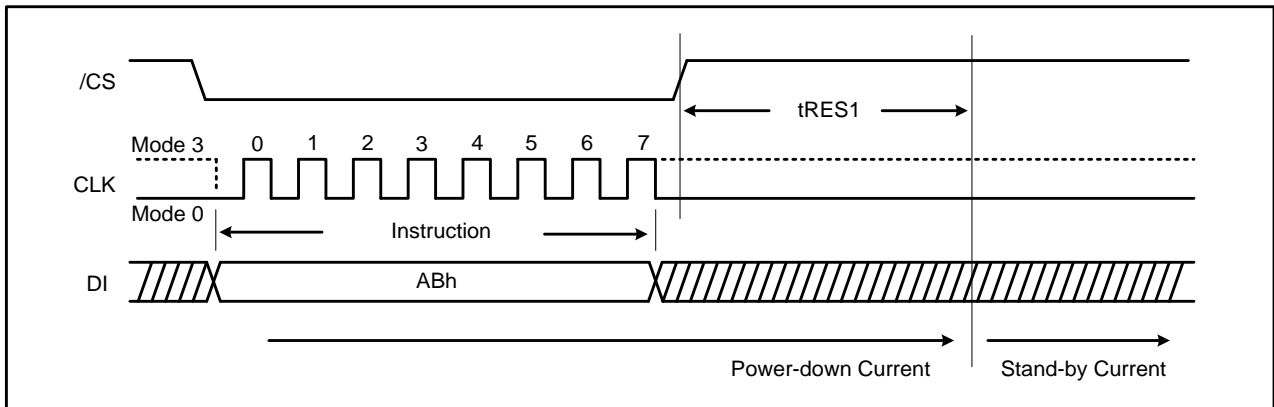 /CS
tRES1
Mode 3
0 1 2 3 4 5 6 7
CLK
Mode 0
Instruction
DI
ABh
Power-down Current
Stand-by Current